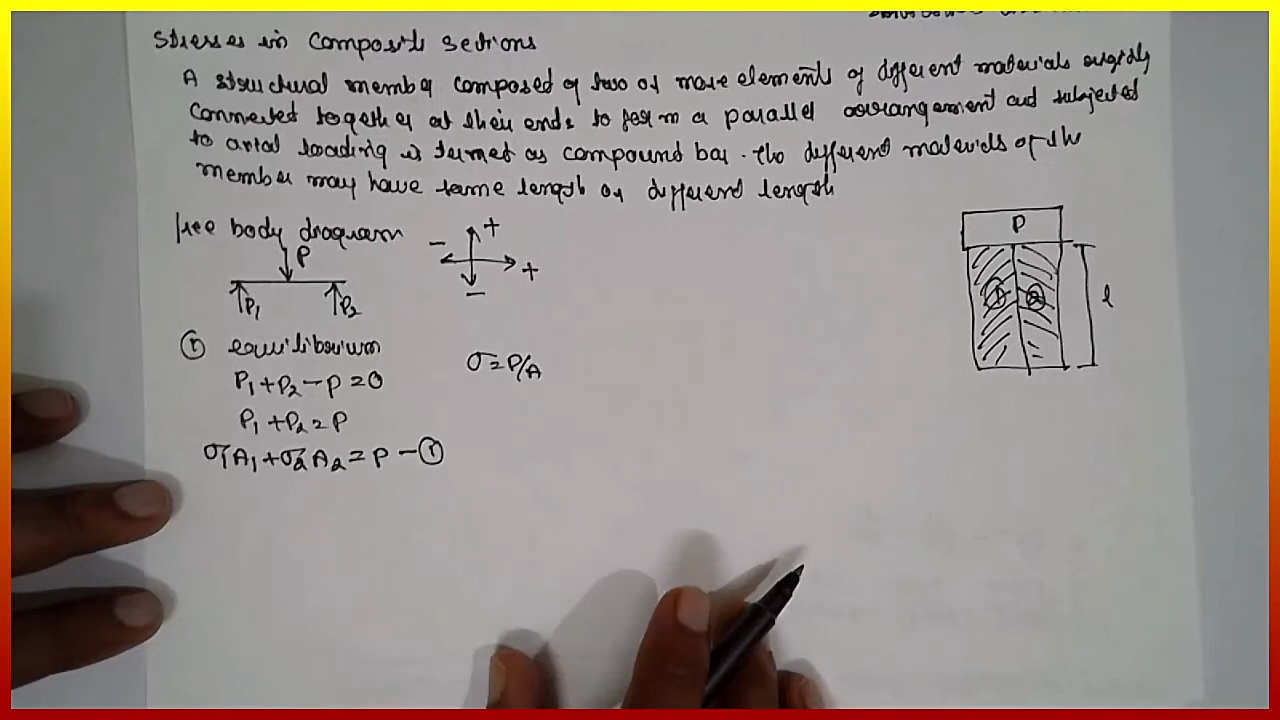 Stresses in Composite Sections
A structural member composed of two or more elements of different materials rigidly
connected together at their ends to form a parallel arrangement and subjected
to axial loading is termed as compound bar. The different materials of the
member may have same length or different length
free body diagram
P
P1
P2
+
-
+
-
P
1
2
l
① equilibrium
P1+P2-P=0
σ=P/A
P1+P2=P
σ1A1+σ2A2=P-①